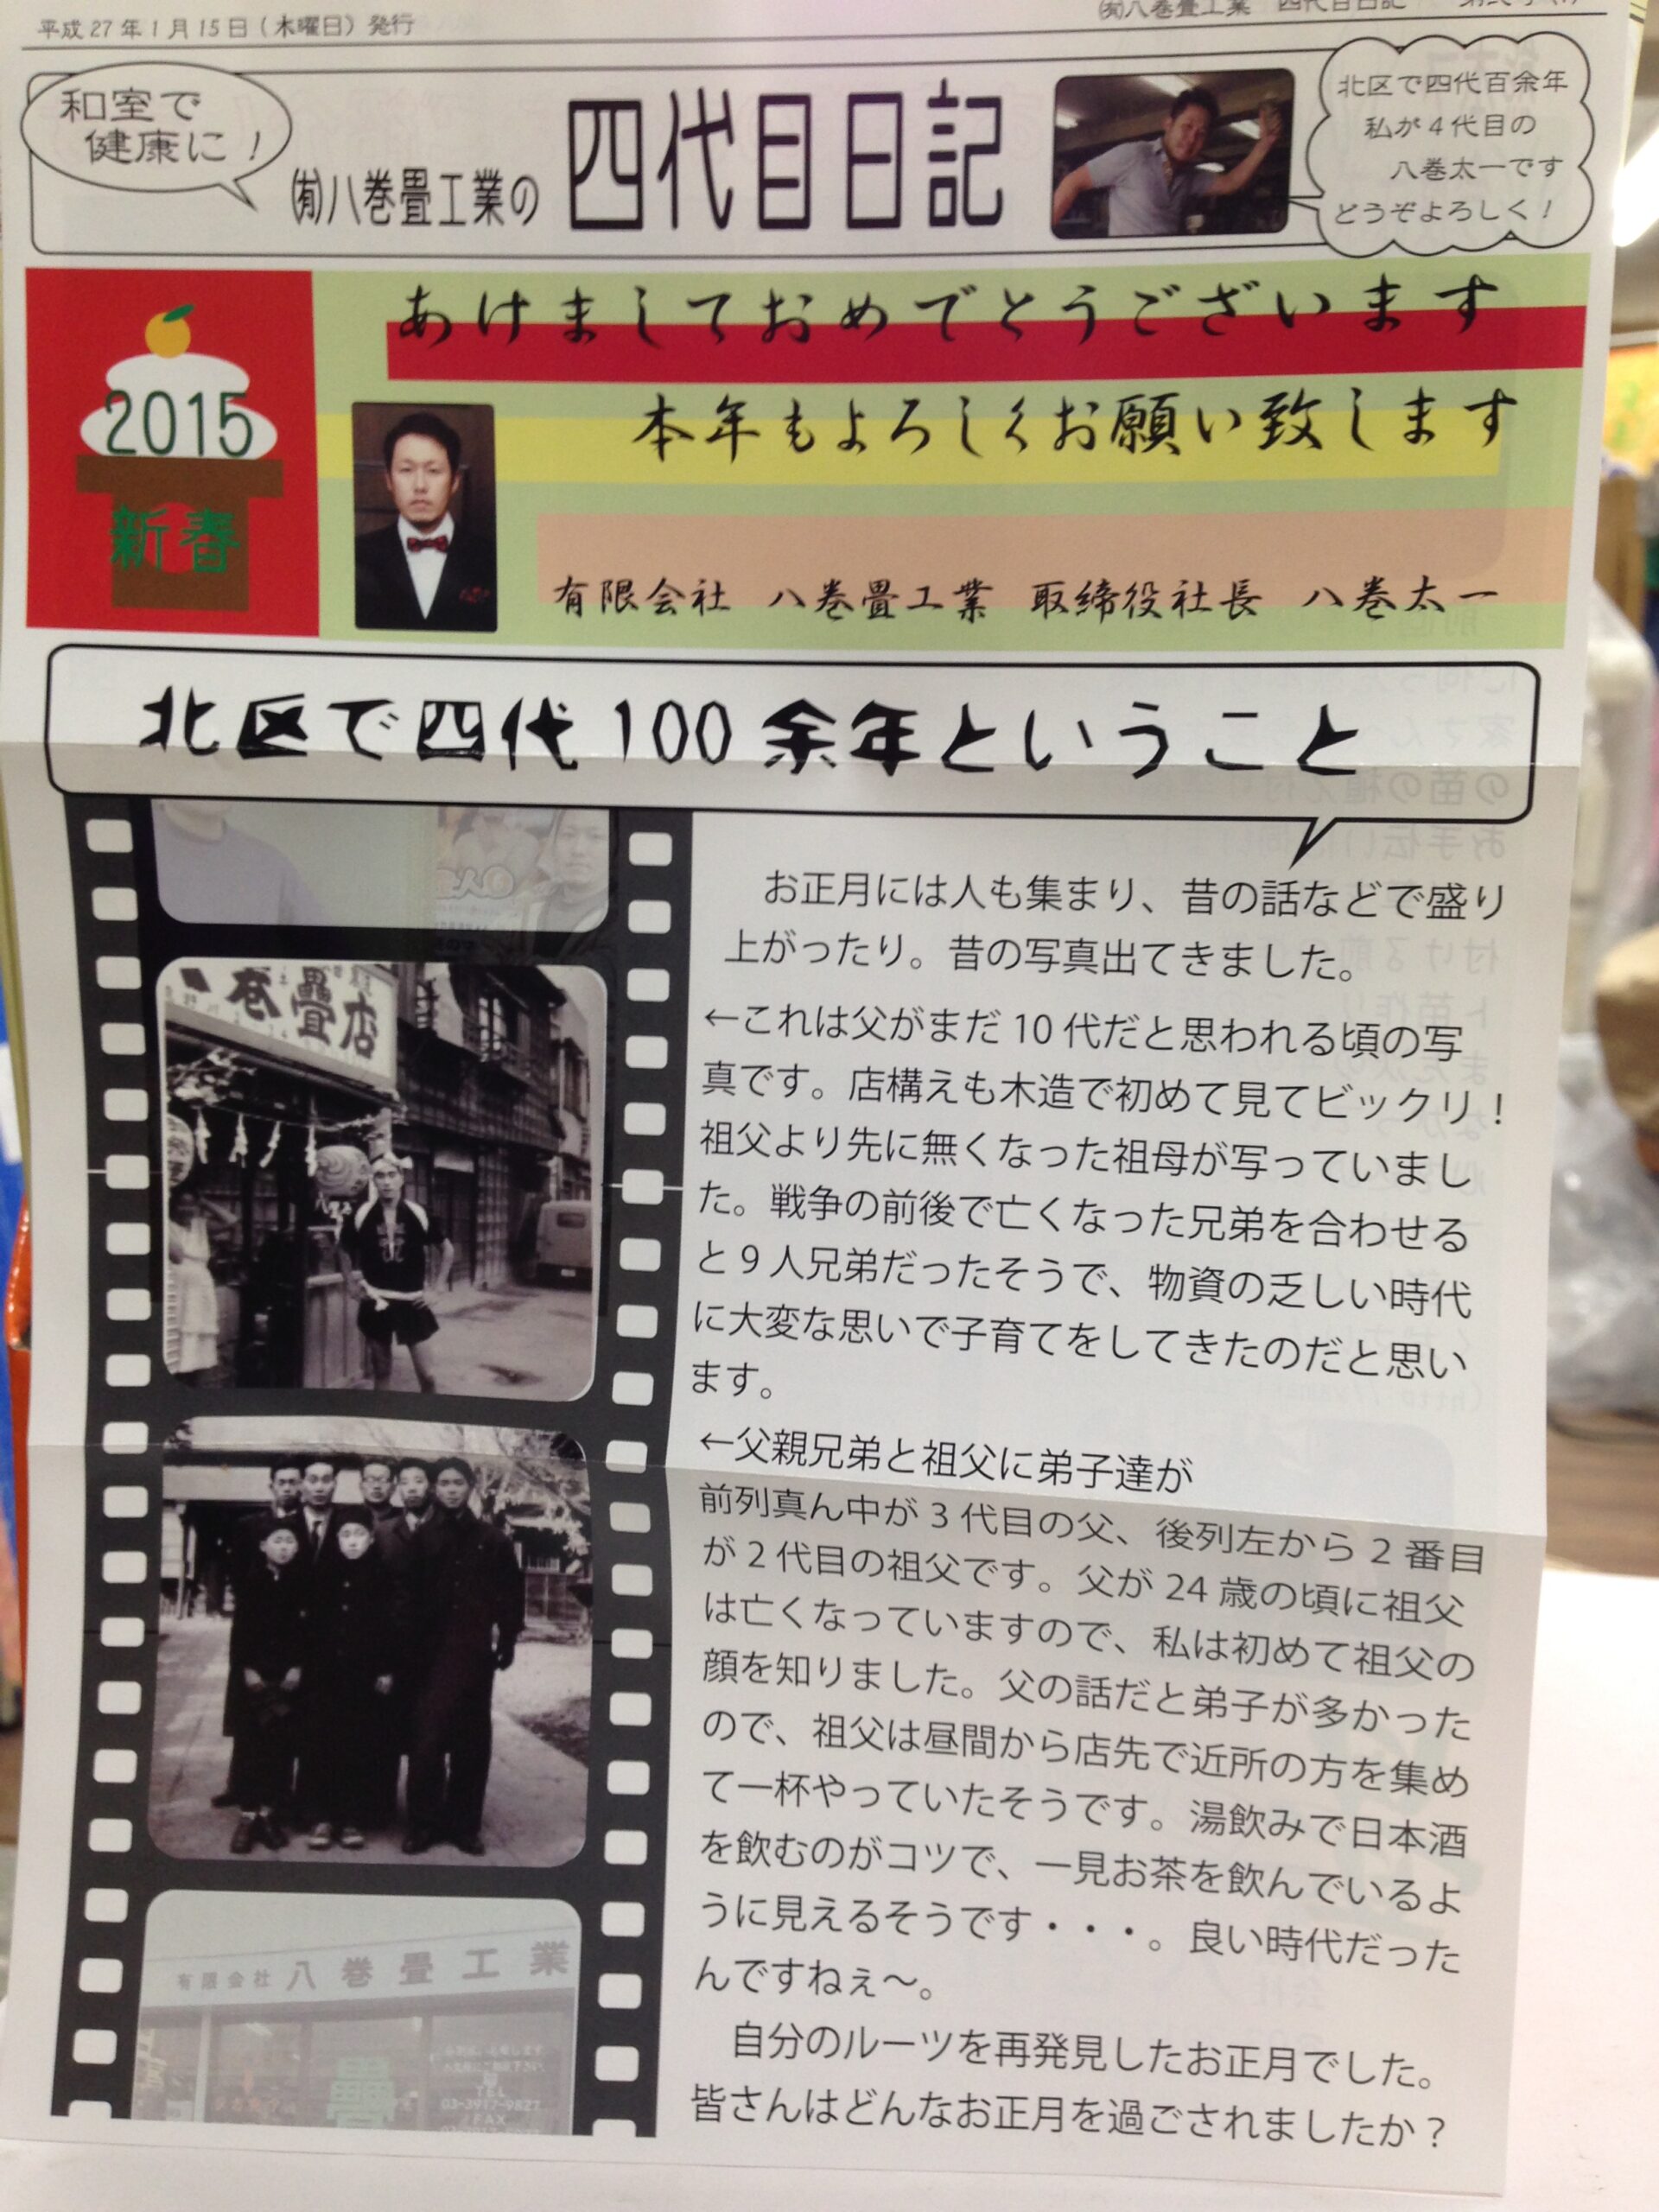 平成27年1月15日（木曜日）発行
㈲八巻畳工業　四代目日記
和室で
健康に！
㈲八巻畳工業の 四代目日記
北区で四代百余年
私が4代目の
八巻太一です
どうぞよろしく！
あけましておめでとうございます
2015
新春
本年もよろしくお願い致します
有限会社 八巻畳工業 取締役社長 八巻太一
北区で四代100余年ということ
お正月には人も集まり、昔の話などで盛り
上がったり。昔の写真出てきました。
←これは父がまだ10代だと思われる頃の写
真です。店構えも木造で初めて見てビックリ！
祖父より先に無くなった祖母が写っていまし
た。戦争の前後で亡くなった兄弟を合わせる
と9人兄弟だったそうで、物資の乏しい時代
に大変な思いで子育てをしてきたのだと思い
ます。
←父親兄弟と祖父に弟子達が
前列真ん中が3代目の父、後列左から2番目
が2代目の祖父です。父が24歳の頃に祖父
は亡くなっていますので、私は初めて祖父の
顔を知りました。父の話だと弟子が多かった
ので、祖父は昼間から店先で近所の方を集め
て一杯やっていたそうです。湯飲みで日本酒
を飲むのがコツで、一見お茶を飲んでいるよ
うに見えるそうです・・・。良い時代だった
んですねぇ〜。
自分のルーツを再発見したお正月でした。
皆さんはどんなお正月を過ごされましたか？
巻疊店
有限会社 八巻畳工業
畳
TEL
03-3917-9827
FAX